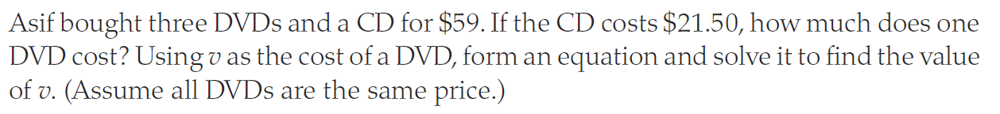 Asif bought three DVDs and a CD for $59. If the CD costs $21.50, how much does one
DVD cost? Using v as the cost of a DVD, form an equation and solve it to find the value
of v. (Assume all DVDs are the same price.)